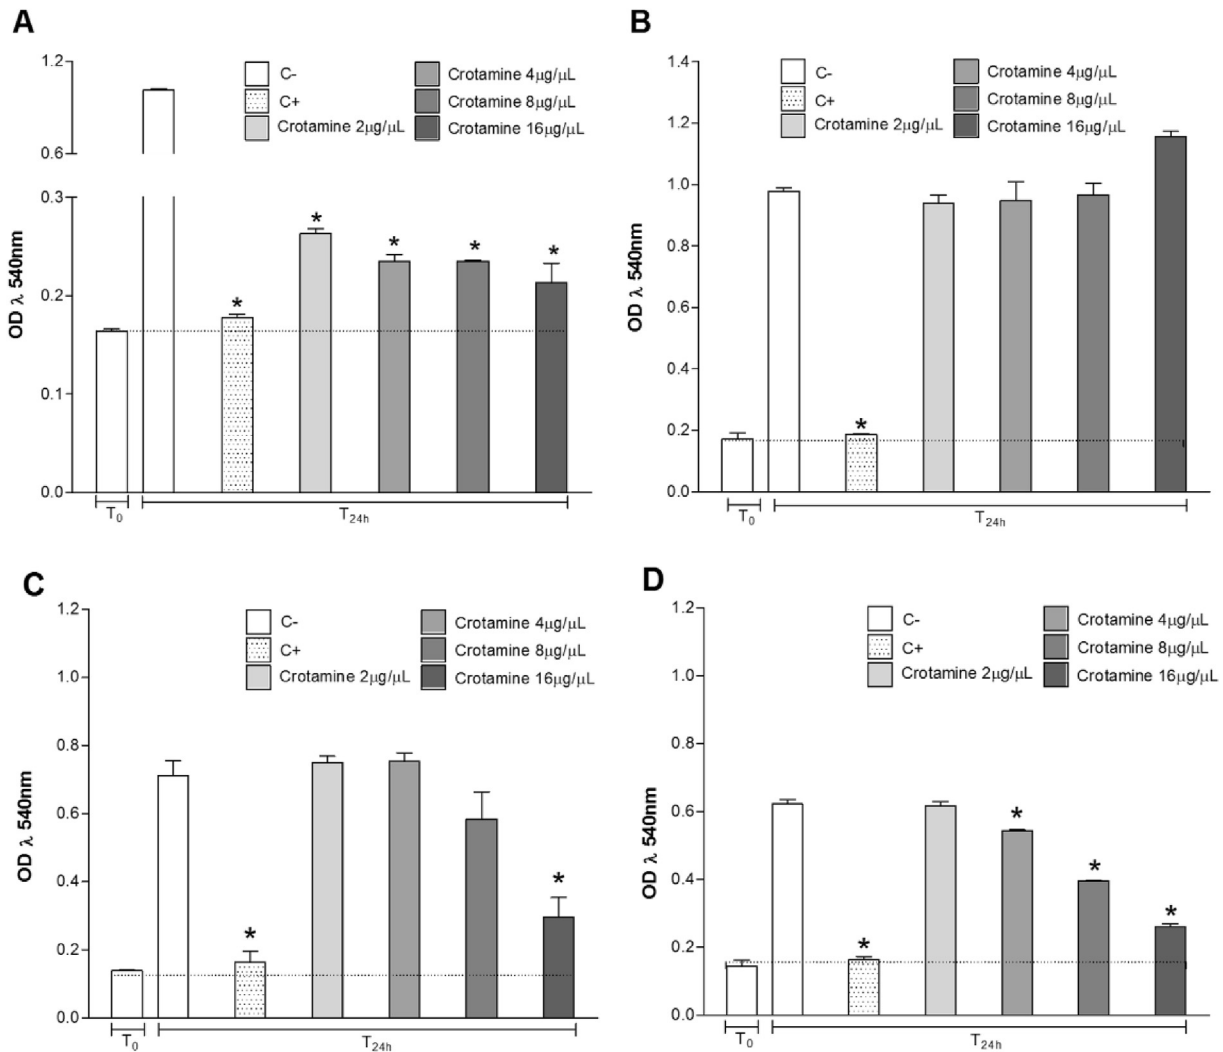 A
1.2
0.6
0.3
0.2
0.1
0.0
OD λ 540nm
C-
C+
Crotamine 2μg/μL
Crotamine 4μg/μL
Crotamine 8μg/μL
Crotamine 16μg/μL
*
*
*
*
*
T0
T24h
B
1.4
1.2
1.0
0.8
0.6
0.4
0.2
0.0
OD λ 540nm
C-
C+
Crotamine 2μg/μL
Crotamine 4μg/μL
Crotamine 8μg/μL
Crotamine 16μg/μL
*
T0
T24h
C
1.2
1.0
0.8
0.6
0.4
0.2
0.0
OD λ 540nm
C-
C+
Crotamine 2μg/μL
Crotamine 4μg/μL
Crotamine 8μg/μL
Crotamine 16μg/μL
*
*
T0
T24h
D
1.2
1.0
0.8
0.6
0.4
0.2
0.0
OD λ 540nm
C-
C+
Crotamine 2μg/μL
Crotamine 4μg/μL
Crotamine 8μg/μL
Crotamine 16μg/μL
*
*
*
*
T0
T24h